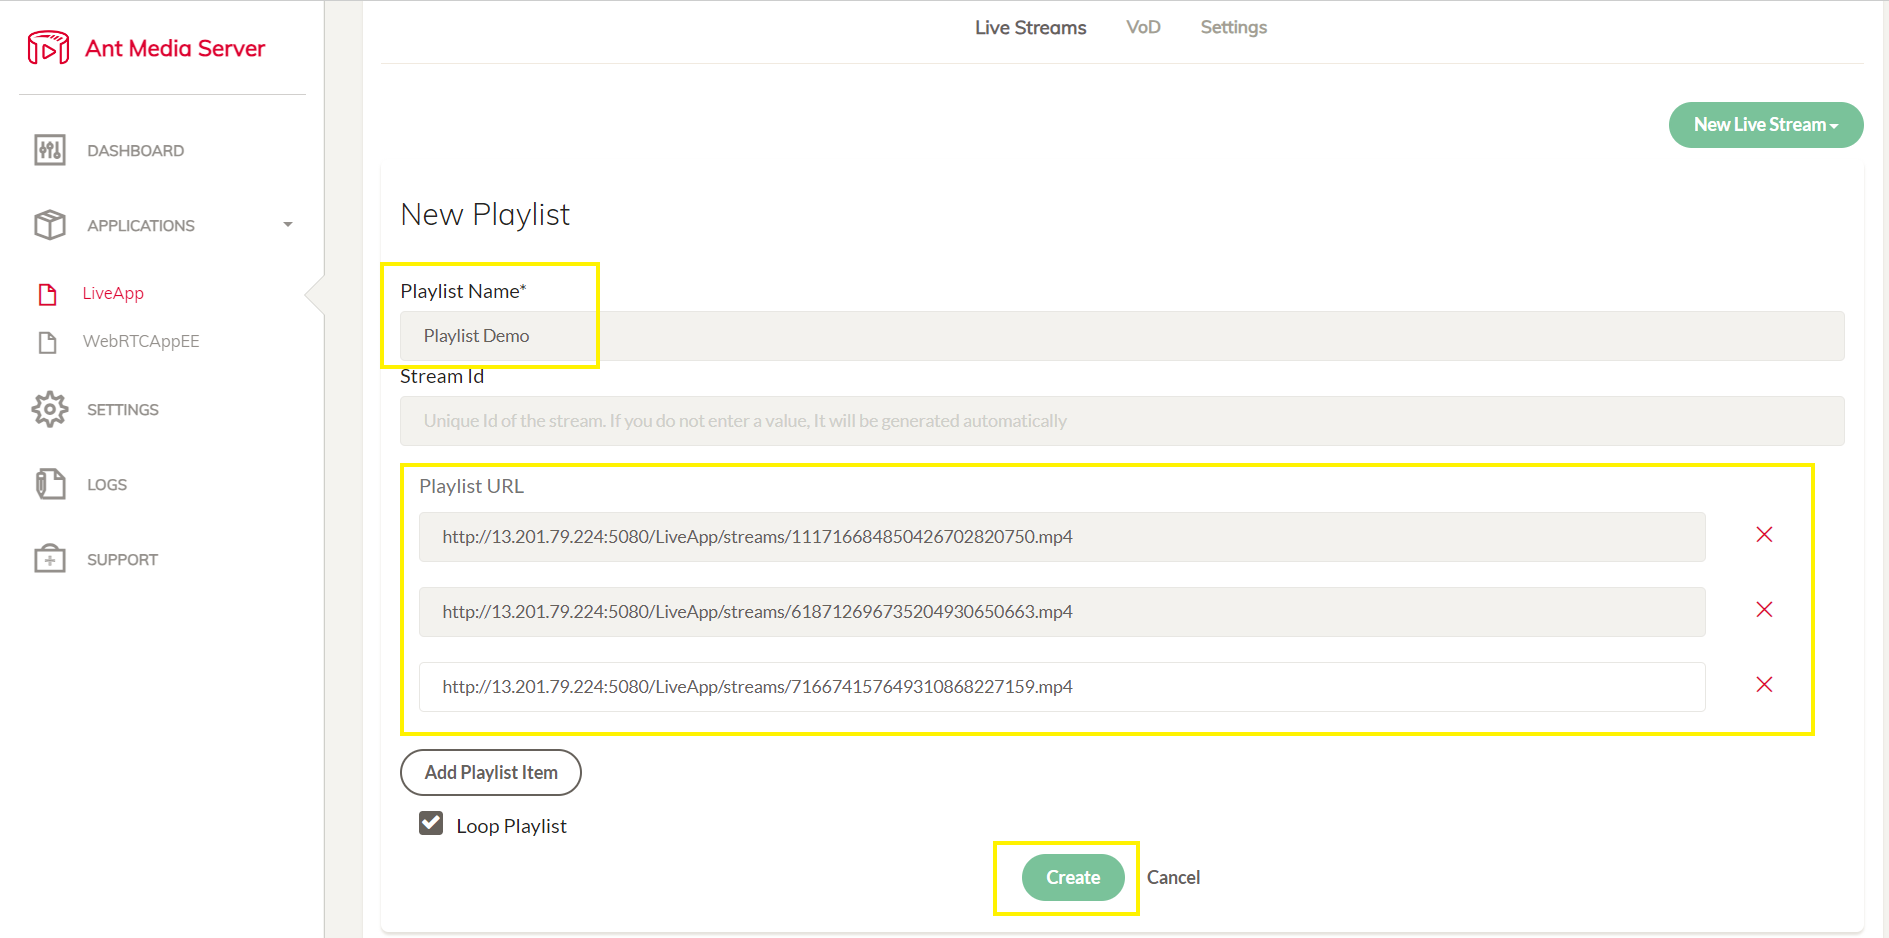 Ant Media Server
DASHBOARD
APPLICATIONS
LiveApp
WebRTCAppEE
SETTINGS
LOGS
SUPPORT
Live Streams VoD Settings
New Live Stream
New Playlist
Playlist Name*
Playlist Demo
Stream Id
Unique Id of the stream. If you do not enter a value, It will be generated automatically
Playlist URL
http://13.201.79.224:5080/LiveApp/streams/111716684850426702820750.mp4
http://13.201.79.224:5080/LiveApp/streams/618712696735204930650663.mp4
http://13.201.79.224:5080/LiveApp/streams/716674157649310868227159.mp4
Add Playlist Item
Loop Playlist
Create Cancel